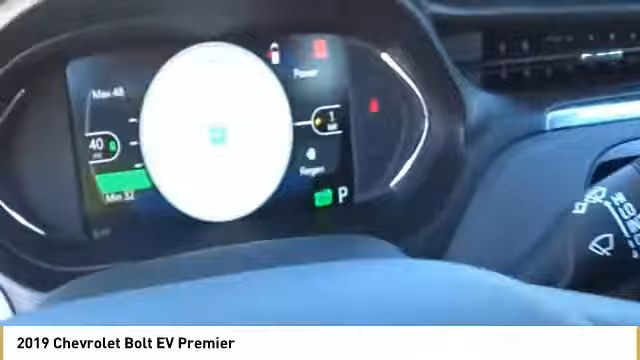 Max 48
Power
40
1
Regen
Min 32
P
2019 Chevrolet Bolt EV Premier